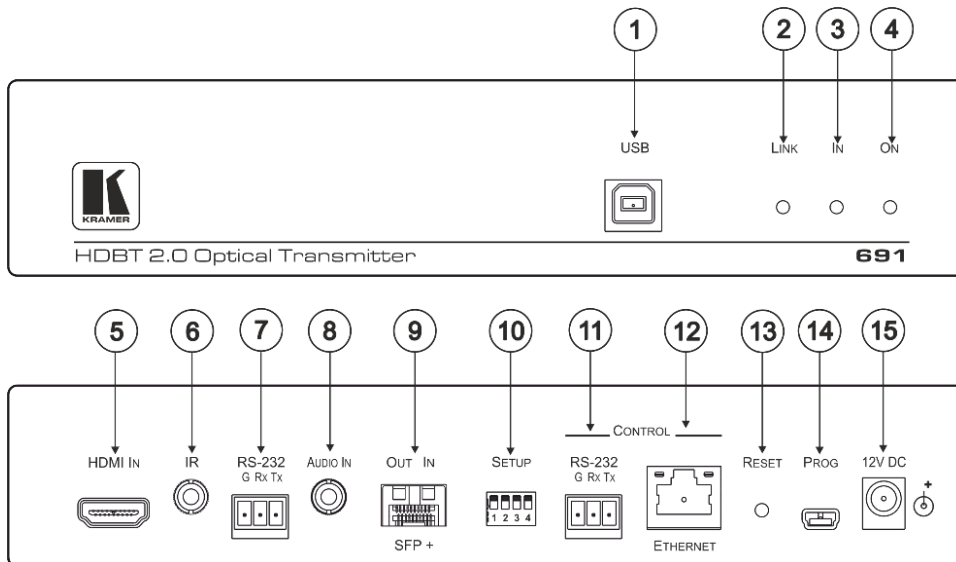 1 2 3 4
USB LINK IN ON
KRAMER
HDBT 2.0 Optical Transmitter 691
5 6 7 8 9 10 11 12 13 14 15
CONTROL
HDMI IN IR RS-232 AUDIO IN OUT IN SETUP RS-232 RESET PROG 12V DC
G Rx Tx G Rx Tx
+
1 2 3 4
SFP + ETHERNET